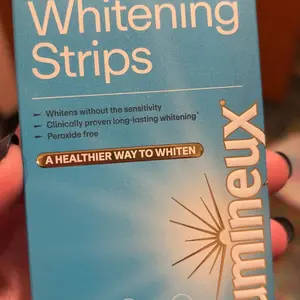 Whitening
Strips
Whitens without the sensitivity
Clinically proven long-lasting whitening*
Peroxide free
A HEALTHIER WAY TO WHITEN
umineux